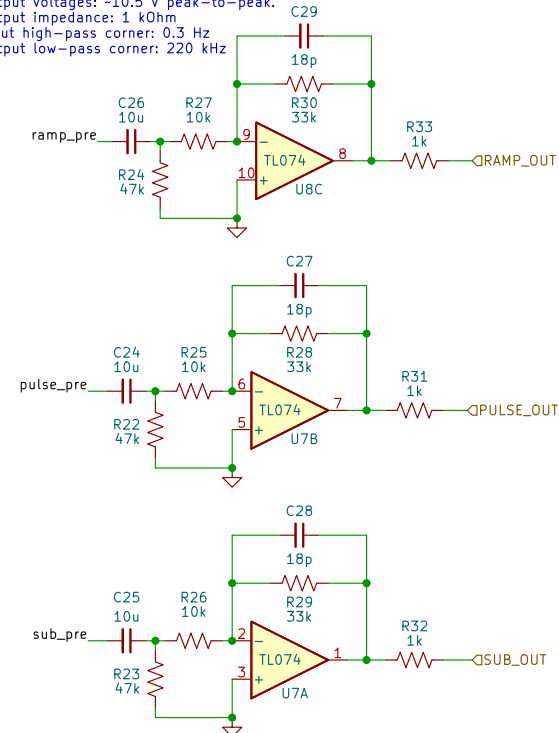 tput voltages: ~10.5 V peak-to-peak.
tput impedance: 1 kOhm
ut high-pass corner: 0.3 Hz
tput low-pass corner: 220 kHz
C29
18p
R30
33k
C26
10u
R27
10k
ramp_pre
R24
47k
9
10
TL074
8
U8C
R33
1k
RAMP_OUT
C27
18p
R28
33k
C24
10u
R25
10k
pulse_pre
R22
47k
6
5
TL074
7
U7B
R31
1k
PULSE_OUT
C28
18p
R29
33k
C25
10u
R26
10k
sub_pre
R23
47k
2
3
TL074
1
U7A
R32
1k
SUB_OUT